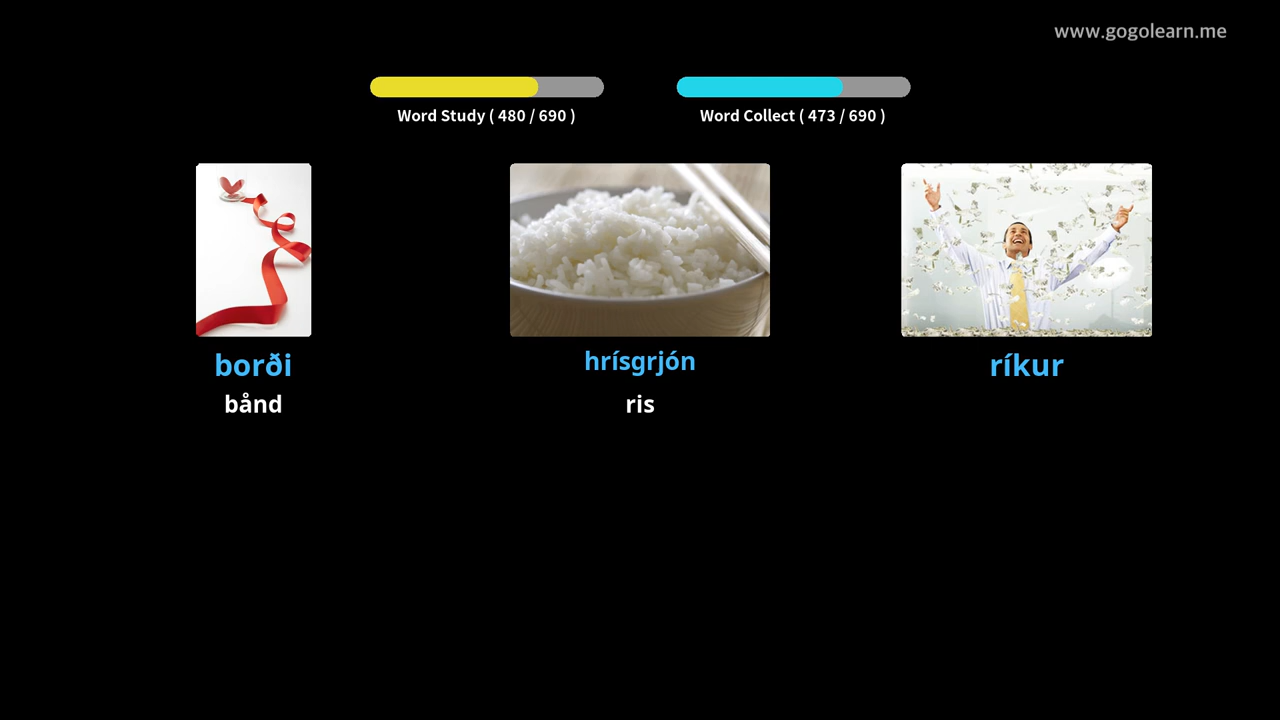 www.gogolearn.me
Word Study ( 480 / 690 )
Word Collect ( 473 / 690 )
borði
hrísgrjón
ríkur
bånd
ris